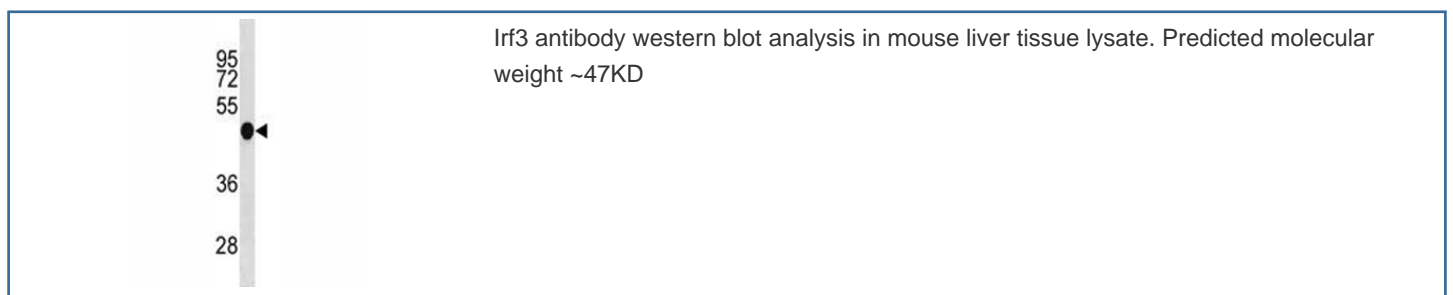 95
72
55
36
28
Irf3 antibody western blot analysis in mouse liver tissue lysate. Predicted molecular
weight ~47KD